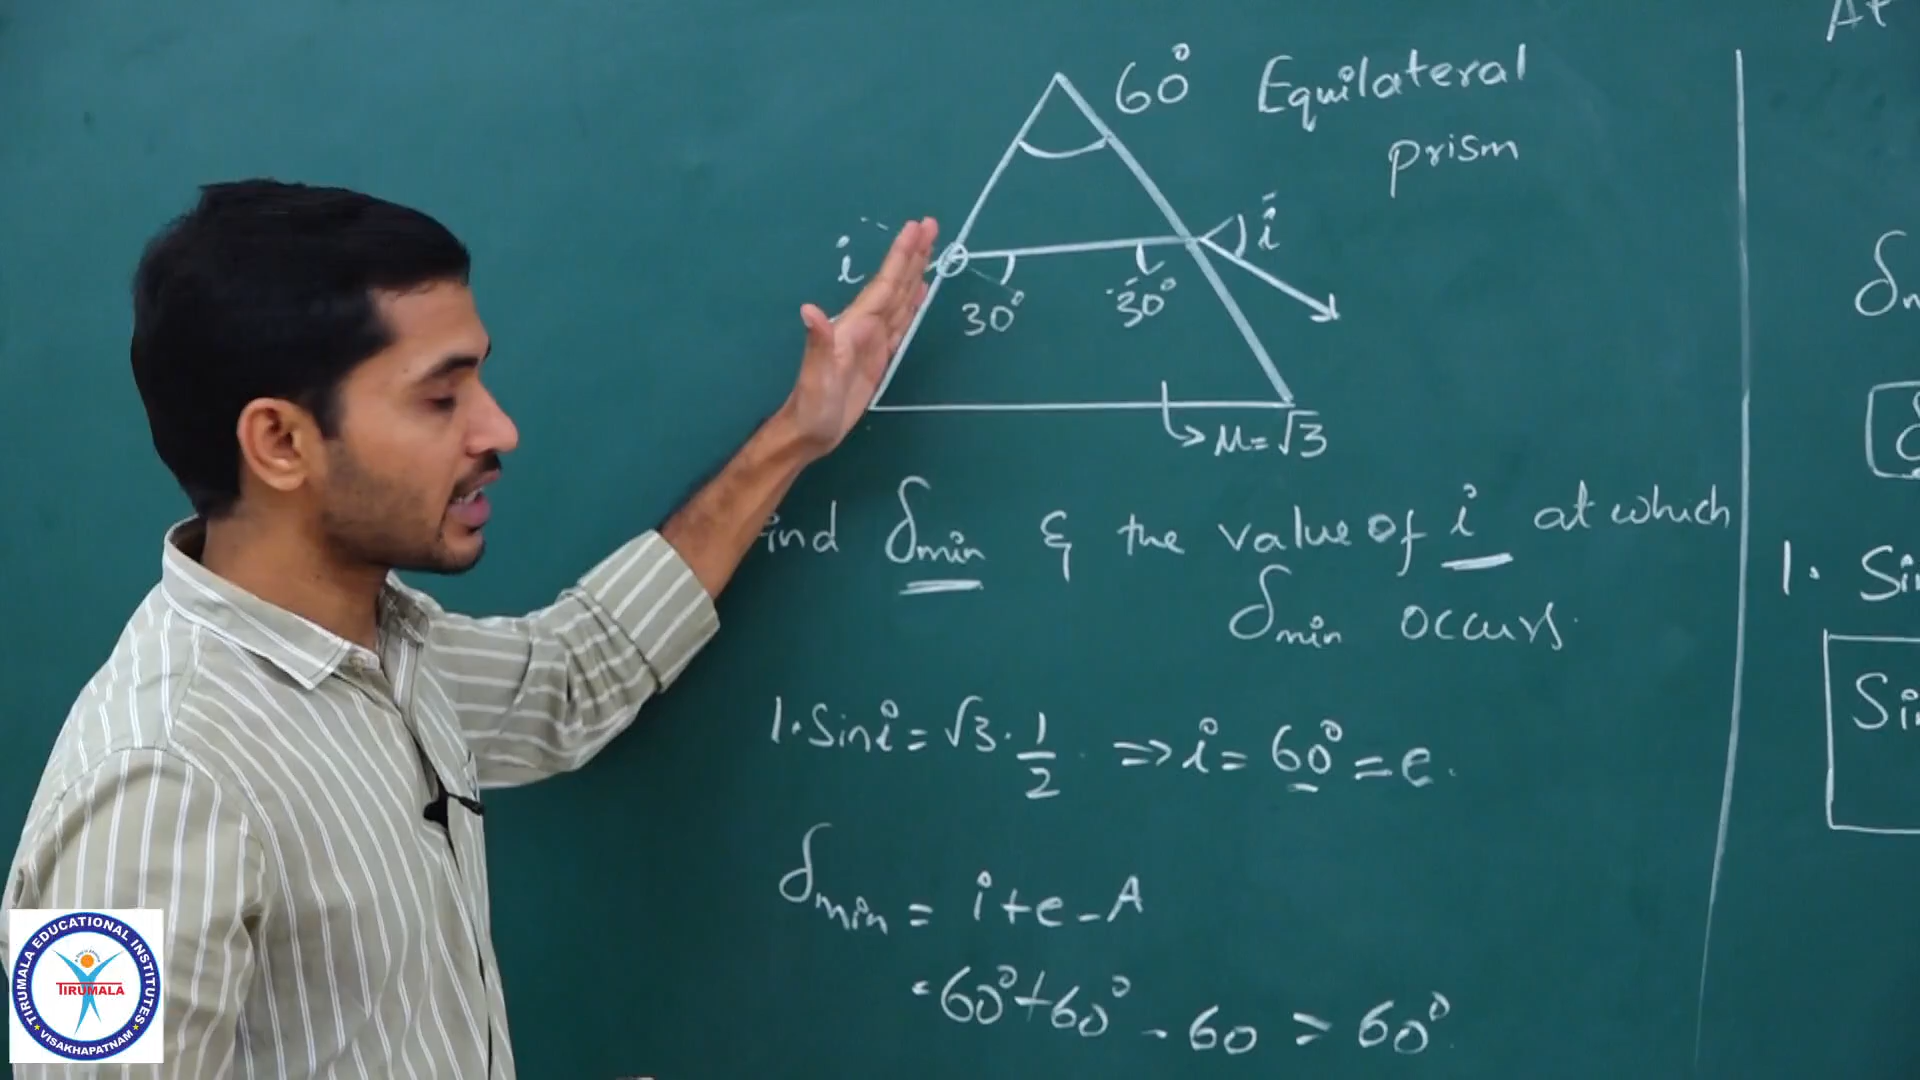 60° Equilateral
prism
i
i
30°
30°
μ=√3
ind δmin & the value of i at which
δmin occurs.
1. Sini = √3 . 1/2 ⇒ i = 60° = e.
δmin = i+e-A
= 60°+60° - 60 = 60°
1. Si
Si
TIRUMALA EDUCATIONAL INSTITUTES
TIRUMALA
VISAKHAPATNAM